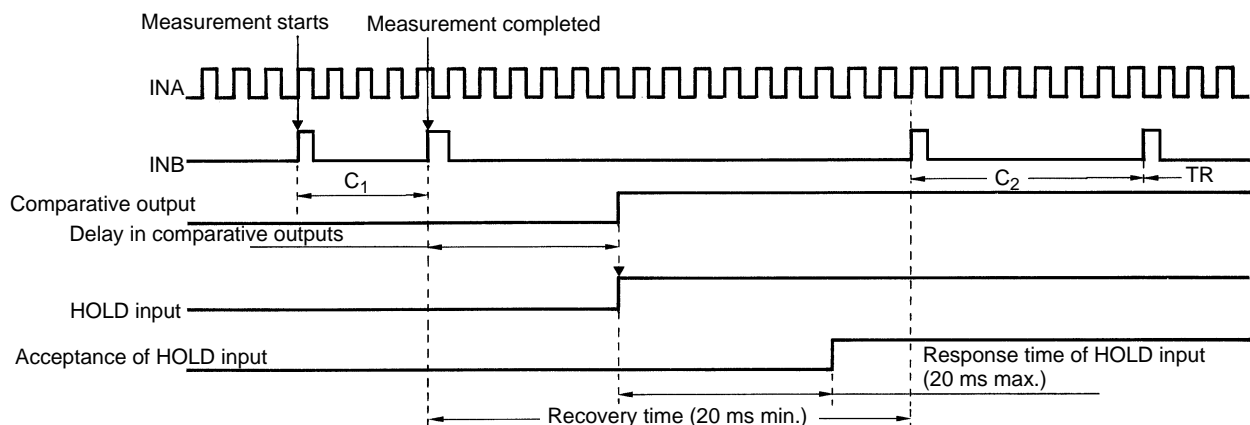 Measurement starts
Measurement completed
INA
INB
C1
C2
TR
Comparative output
Delay in comparative outputs
HOLD input
Acceptance of HOLD input
Response time of HOLD input
(20 ms max.)
Recovery time (20 ms min.)